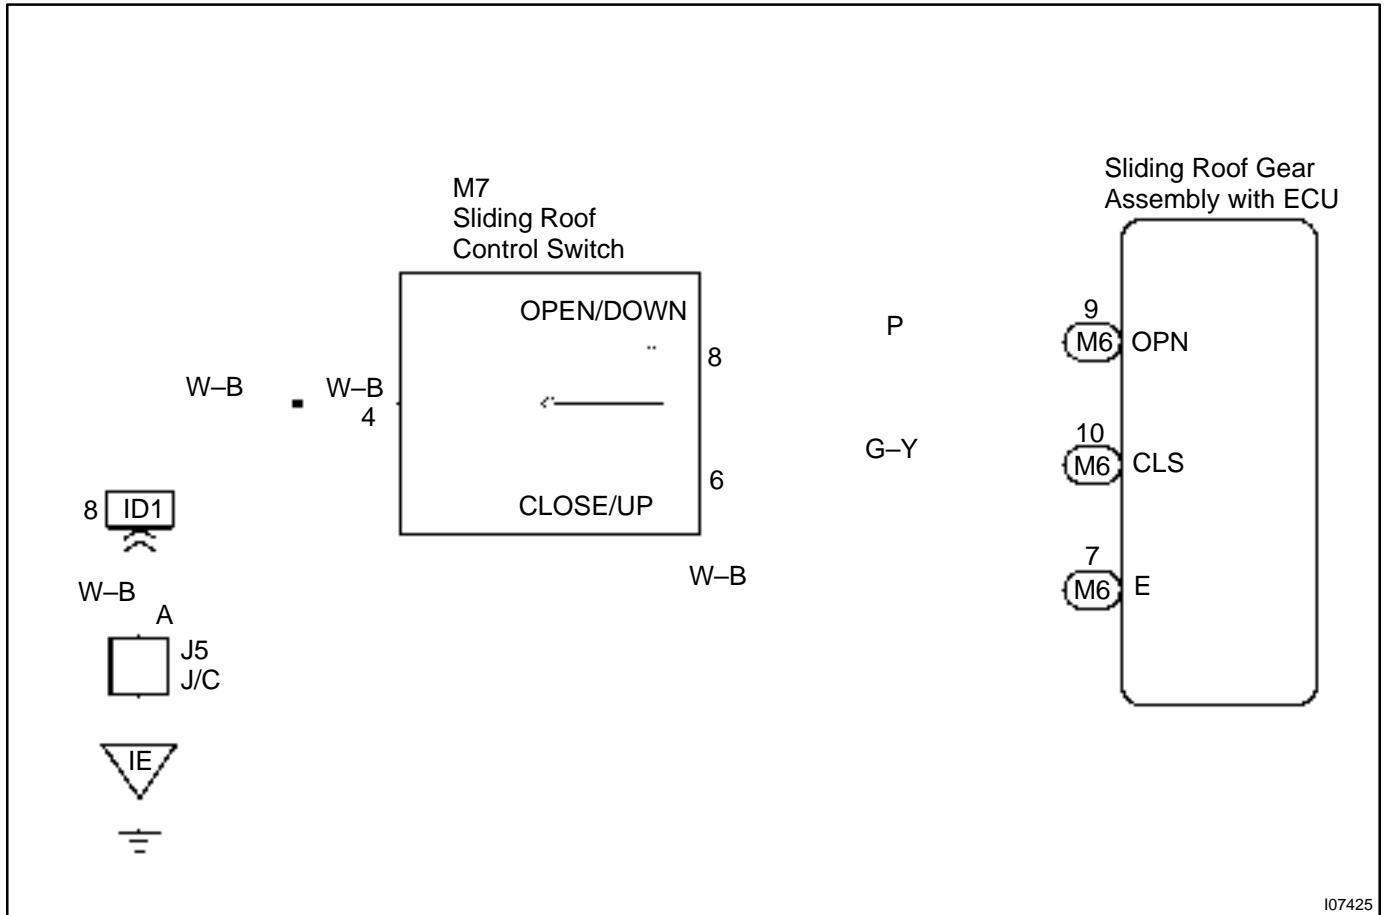 Sliding Roof Gear
Assembly with ECU
M7
Sliding Roof
Control Switch
OPEN/DOWN
8
P
9
M6 OPN
W–B
W–B
4
G–Y
10
M6 CLS
6
CLOSE/UP
8 ID1
W–B
7
M6 E
W–B
A
J5
J/C
IE
I07425